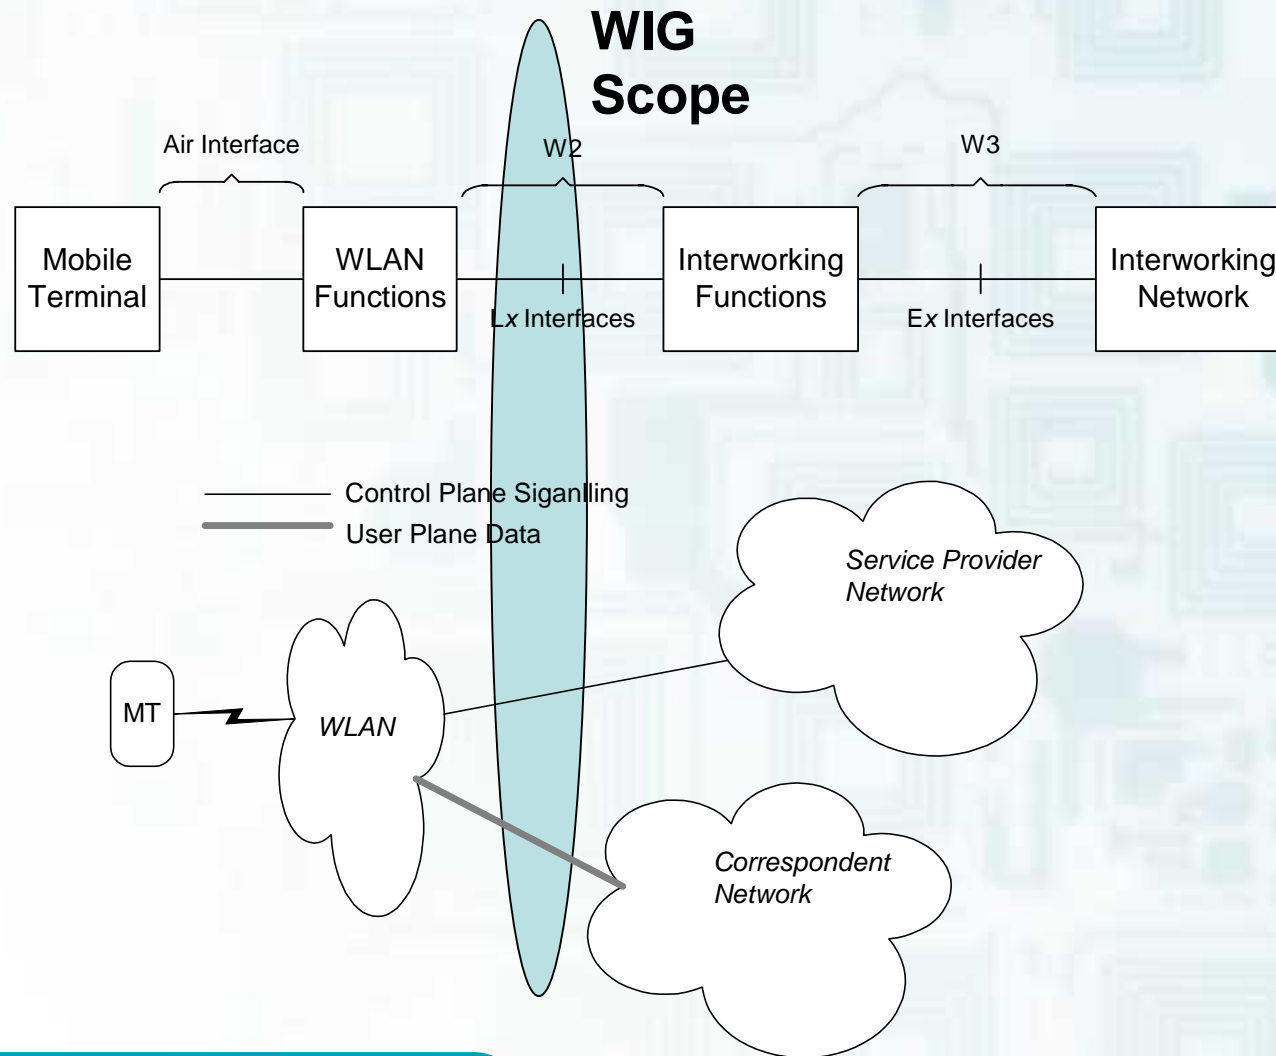 WIG
Scope
Air Interface
W2
W3
Mobile
Terminal
WLAN
Functions
Interworking
Functions
Interworking
Network
Lx Interfaces
Ex Interfaces
Control Plane Siganlling
User Plane Data
Service Provider
Network
MT
WLAN
Correspondent
Network